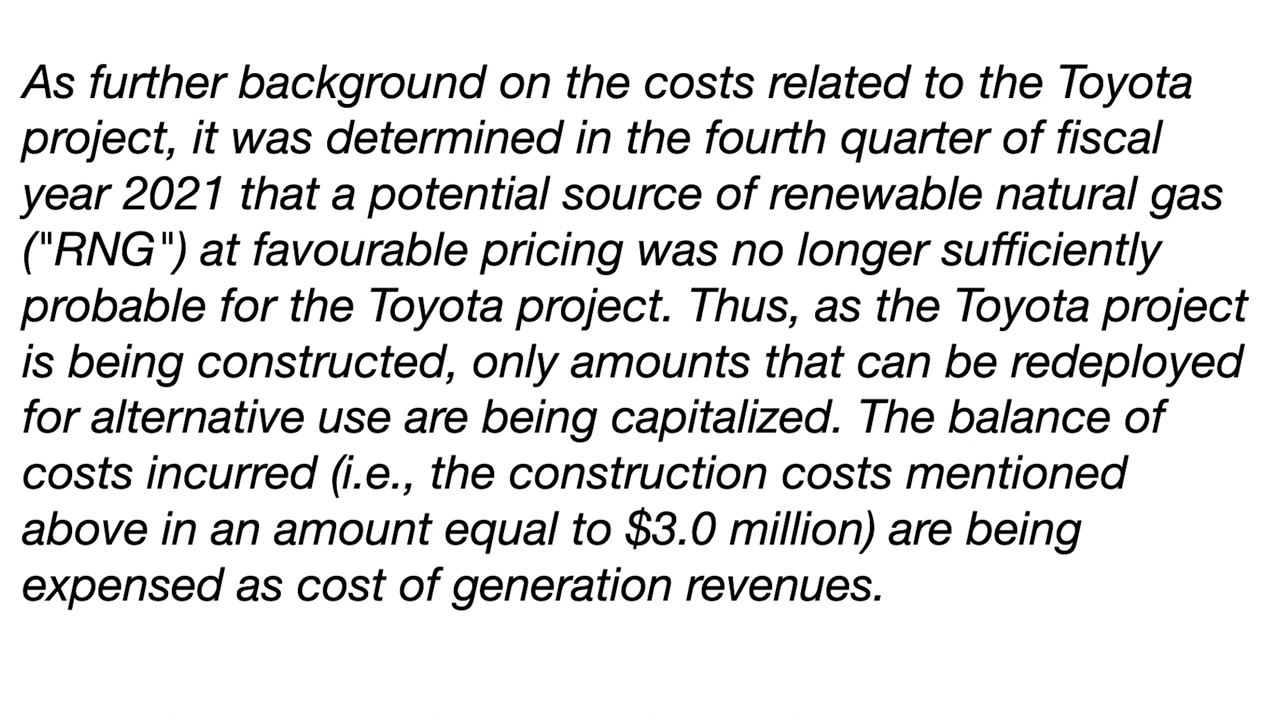 As further background on the costs related to the Toyota
project, it was determined in the fourth quarter of fiscal
year 2021 that a potential source of renewable natural gas
("RNG") at favourable pricing was no longer sufficiently
probable for the Toyota project. Thus, as the Toyota project
is being constructed, only amounts that can be redeployed
for alternative use are being capitalized. The balance of
costs incurred (i.e., the construction costs mentioned
above in an amount equal to $3.0 million) are being
expensed as cost of generation revenues.